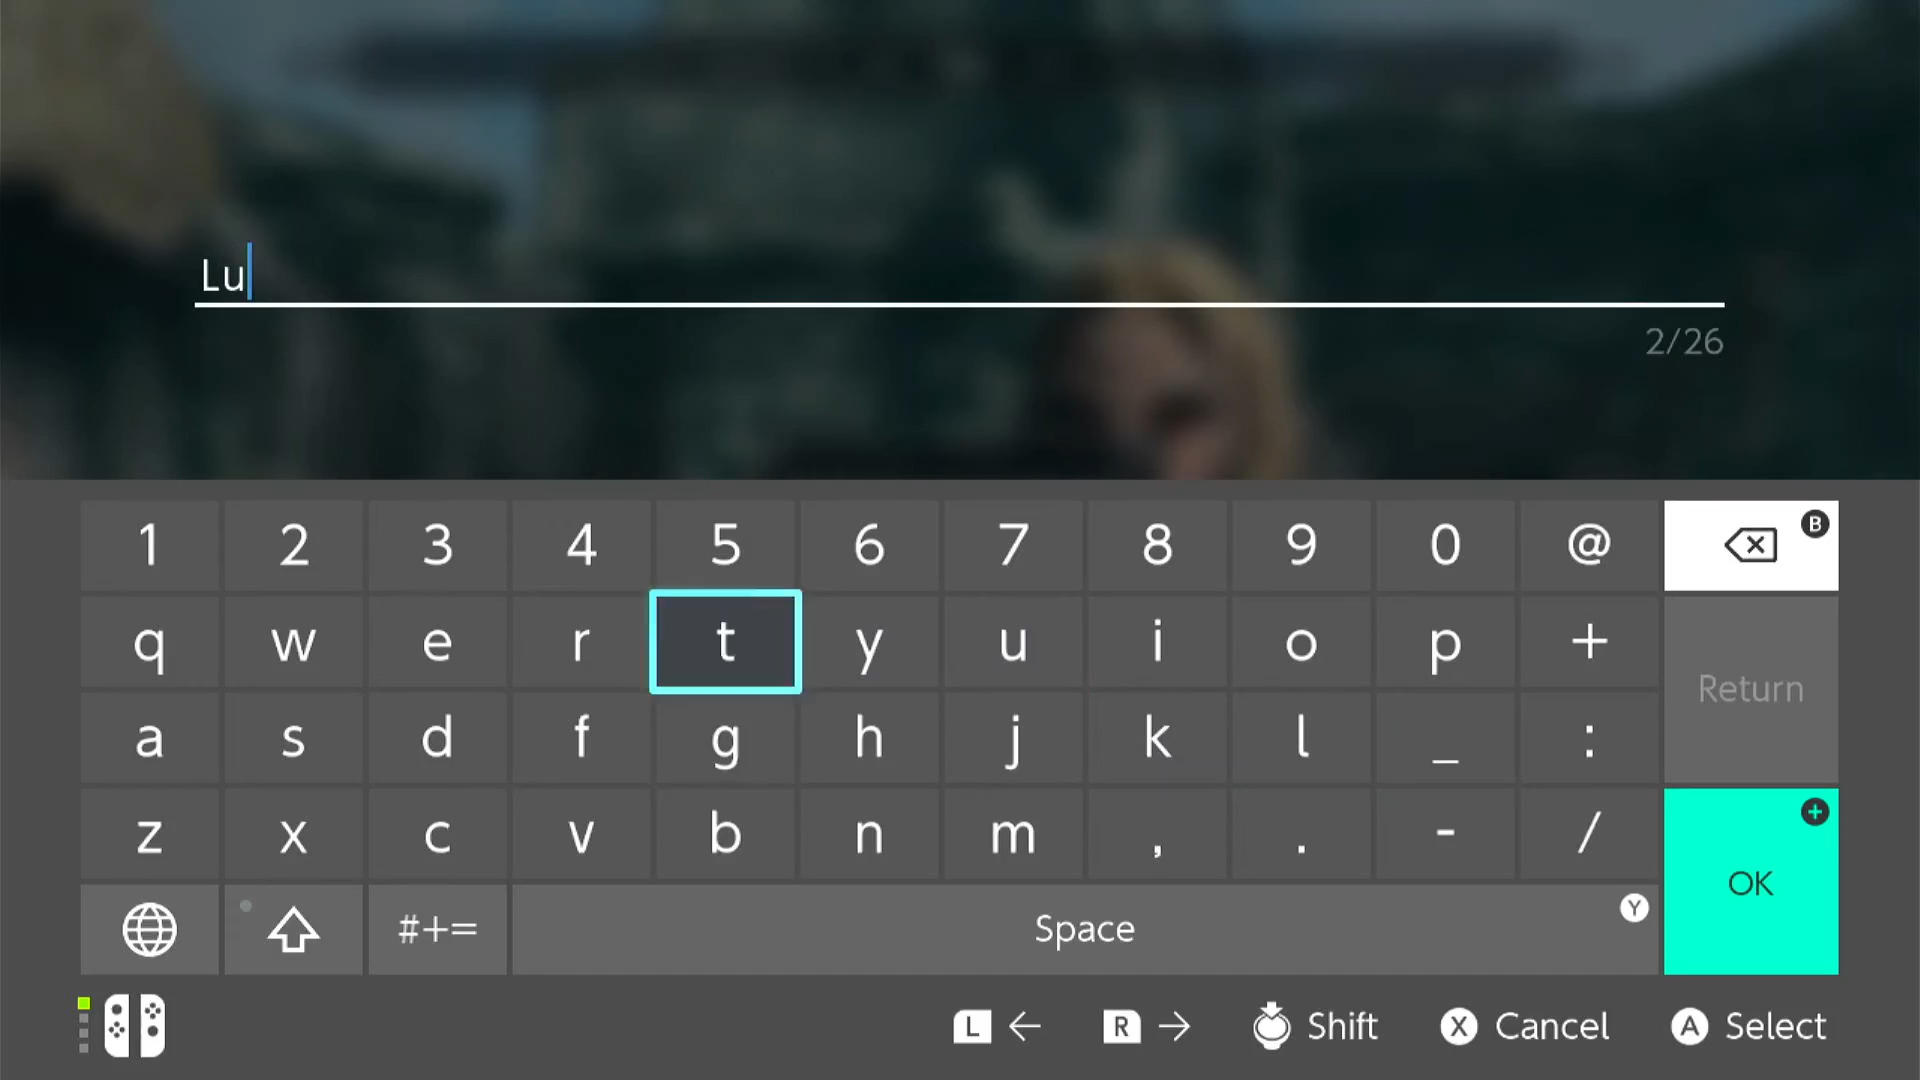 Lu
2/26
1 2 3 4 5 6 7 8 9 0 @ B
q w e r t y u i o p +
Return
a s d f g h j k l _ :
z x c v b n m , . - / +
OK
#+= Space Y
L ← R → Shift X Cancel A Select